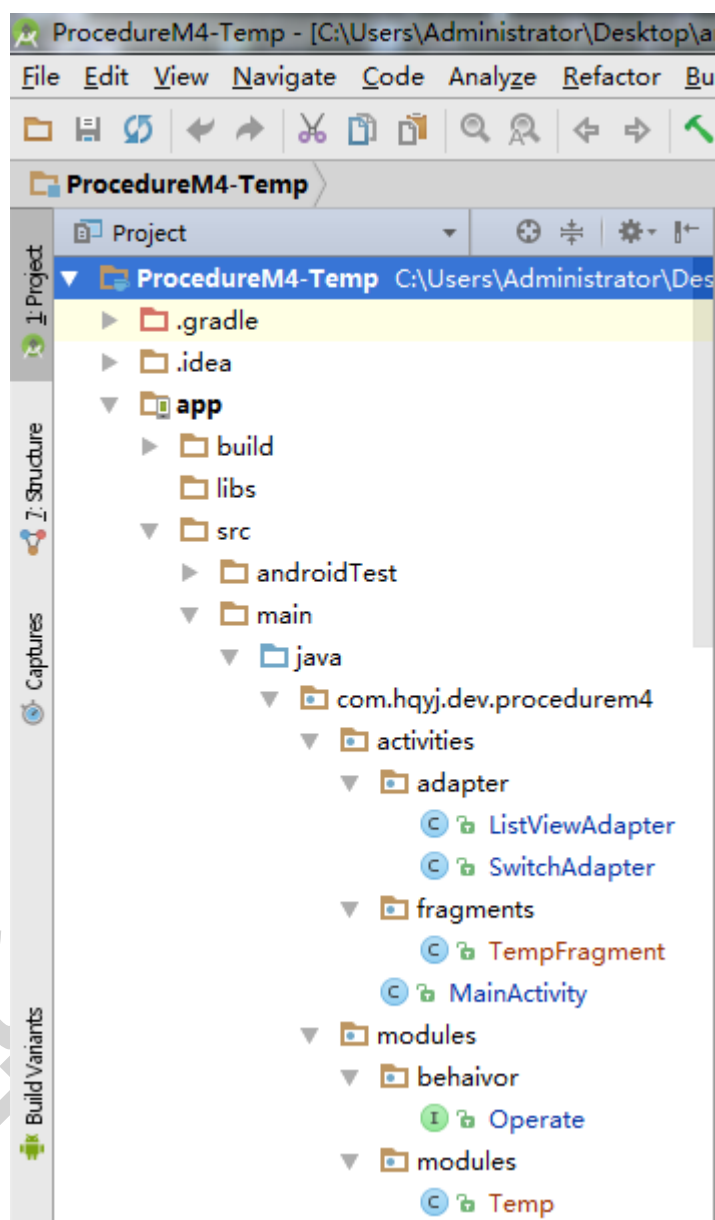 ProcedureM4-Temp - [C:\Users\Administrator\Desktop\a
File Edit View Navigate Code Analyze Refactor Bu
ProcedureM4-Temp
Project
1: Project
ProcedureM4-Temp C:\Users\Administrator\Des
.gradle
.idea
app
build
7: Structure
libs
src
androidTest
main
Captures
java
com.hqyj.dev.procedurem4
activities
adapter
ListViewAdapter
SwitchAdapter
fragments
TempFragment
MainActivity
Build Variants
modules
behaivor
Operate
modules
Temp